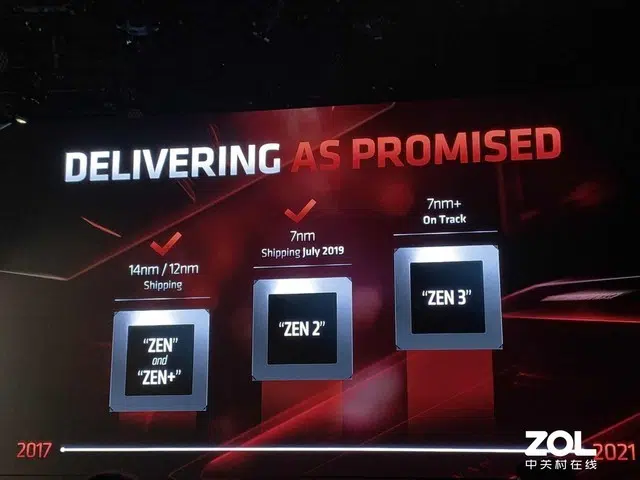 DELIVERING AS PROMISED
14nm / 12nm
Shipping
"ZEN"
and
"ZEN+"
7nm
Shipping July 2019
"ZEN 2"
7nm+
On Track
"ZEN 3"
2017
2021
ZOL
中关村在线